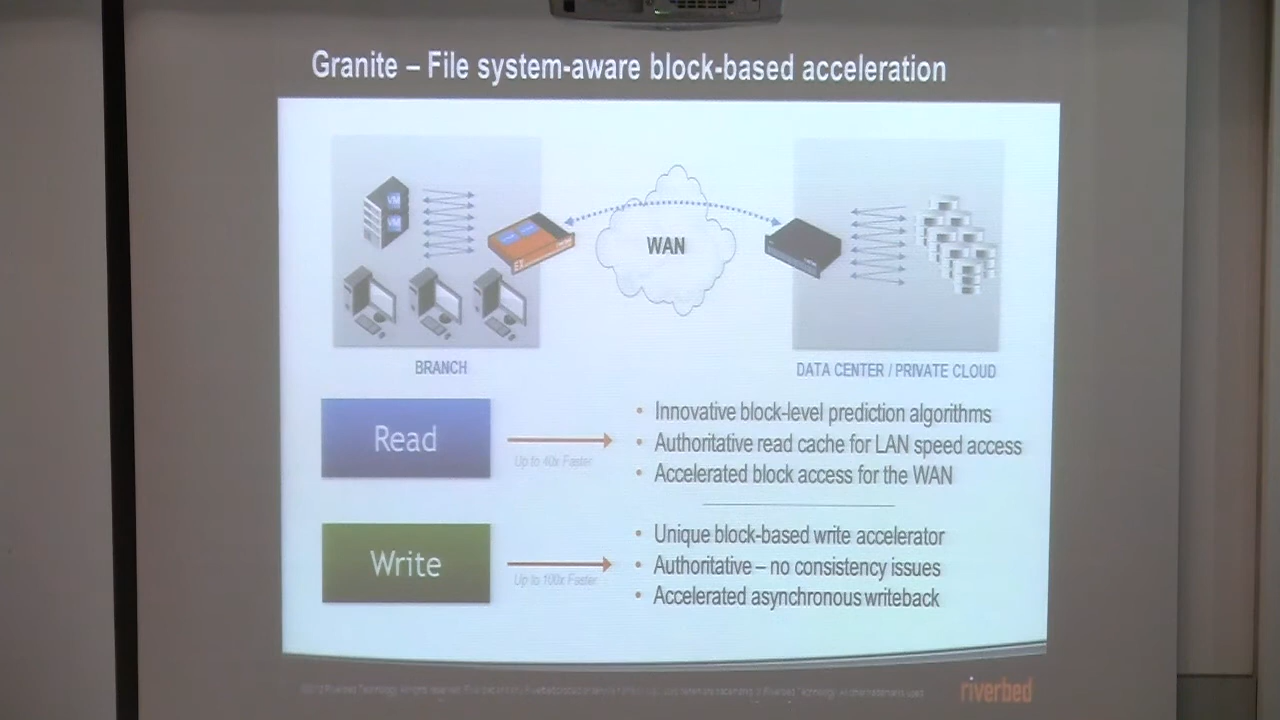 Granite – File system-aware block-based acceleration
VM
VM
WAN
BRANCH
DATA CENTER / PRIVATE CLOUD
Read
Up to 40x Faster
• Innovative block-level prediction algorithms
• Authoritative read cache for LAN speed access
• Accelerated block access for the WAN
Write
Up to 100x Faster
• Unique block-based write accelerator
• Authoritative – no consistency issues
• Accelerated asynchronous writeback
riverbed